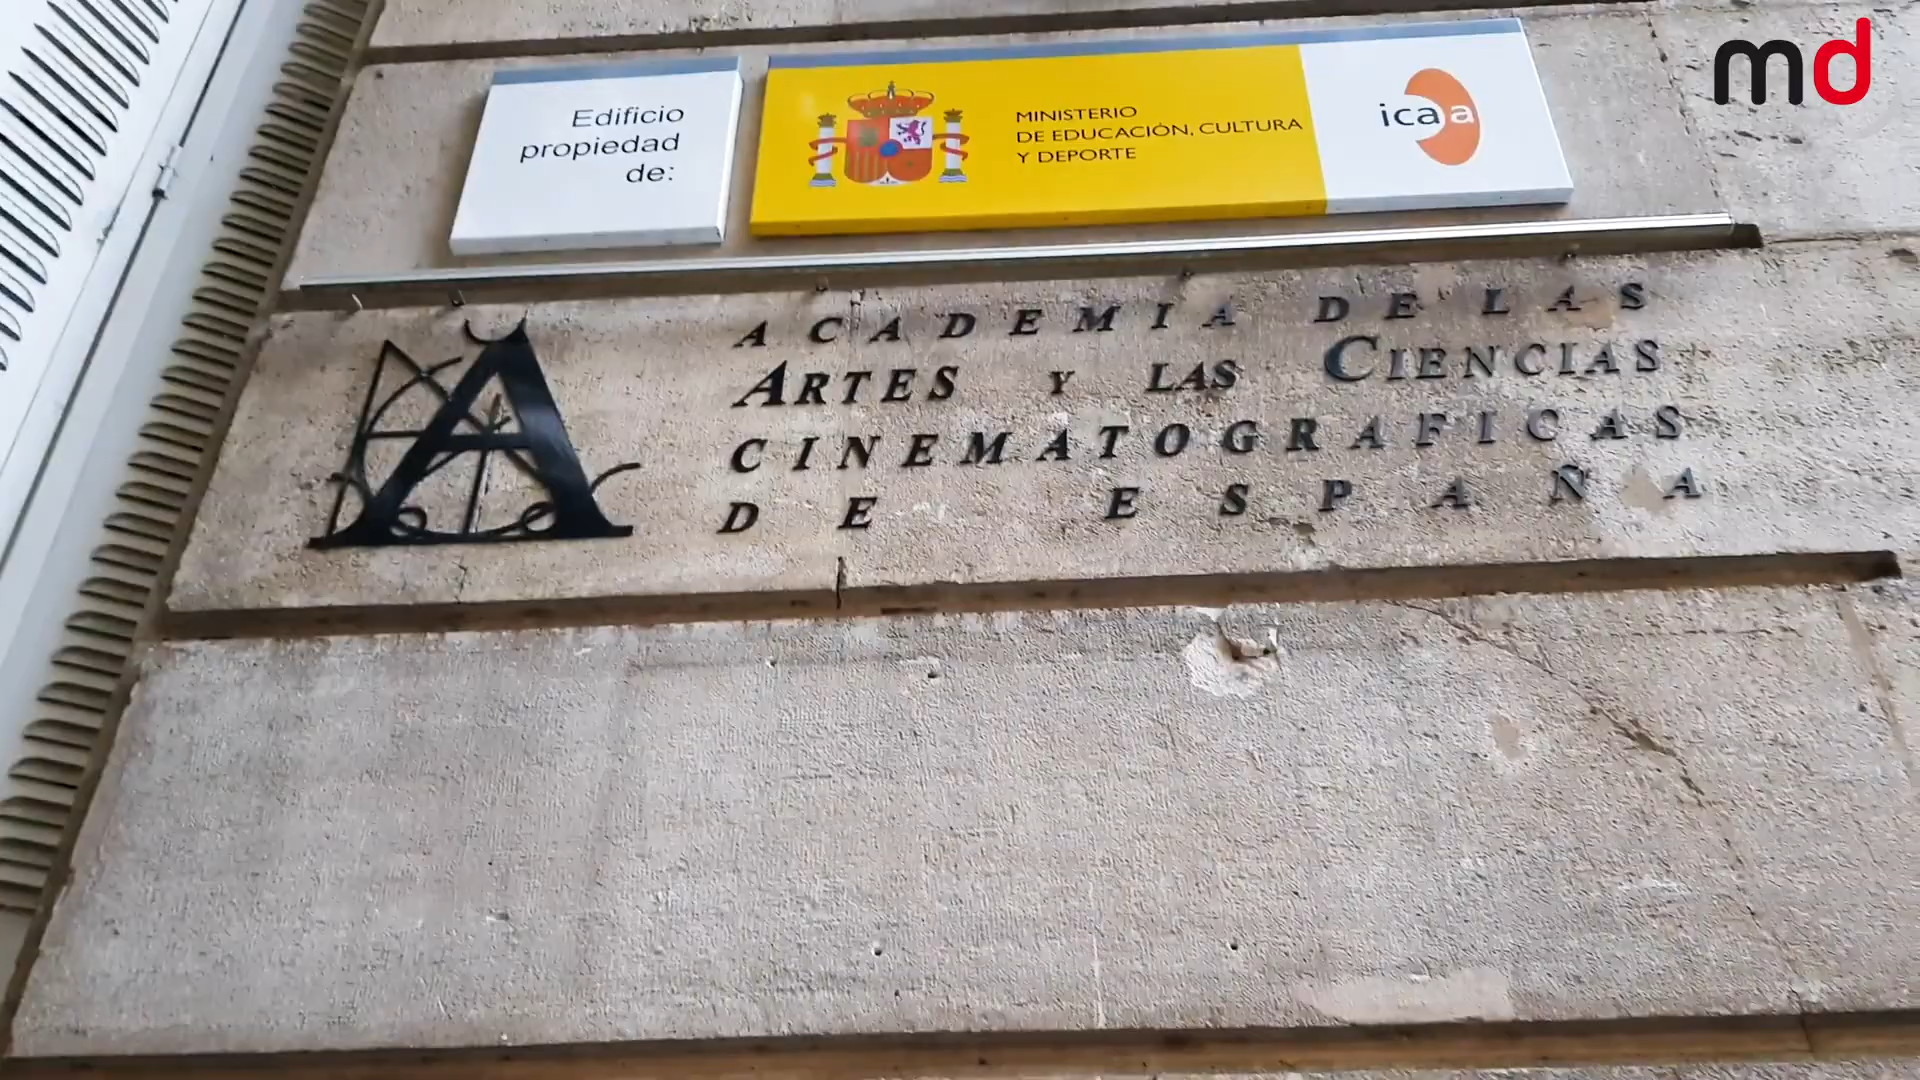 md
Edificio
propiedad
de:
MINISTERIO
DE EDUCACIÓN, CULTURA
Y DEPORTE
icaa
A
ACADEMIA DE LAS
ARTES Y LAS CIENCIAS
CINEMATOGRAFICAS
DE ESPAÑA